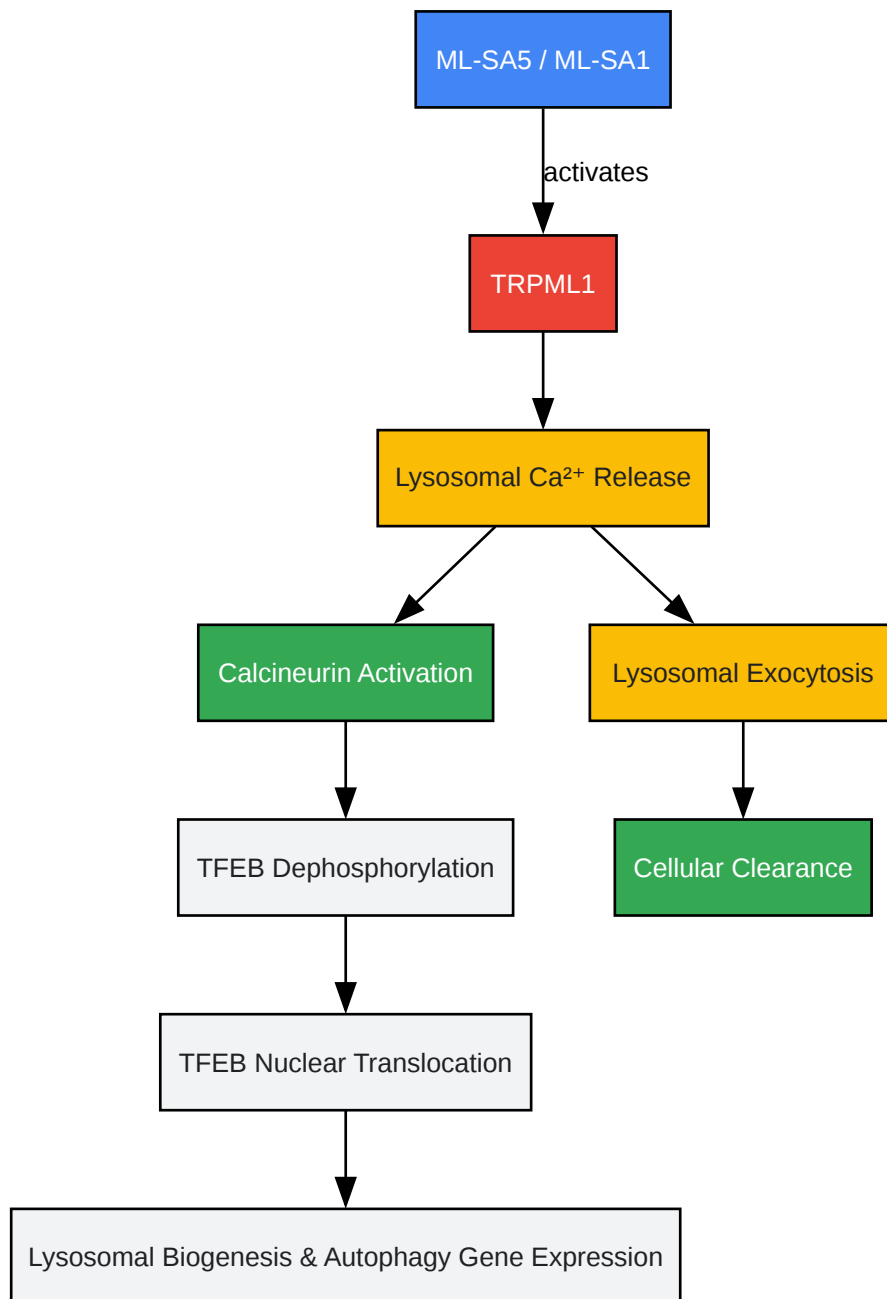 ML-SA5 / ML-SA1
activates
TRPML1
Lysosomal Ca²⁺ Release
Calcineurin Activation
Lysosomal Exocytosis
TFEB Dephosphorylation
Cellular Clearance
TFEB Nuclear Translocation
Lysosomal Biogenesis & Autophagy Gene Expression